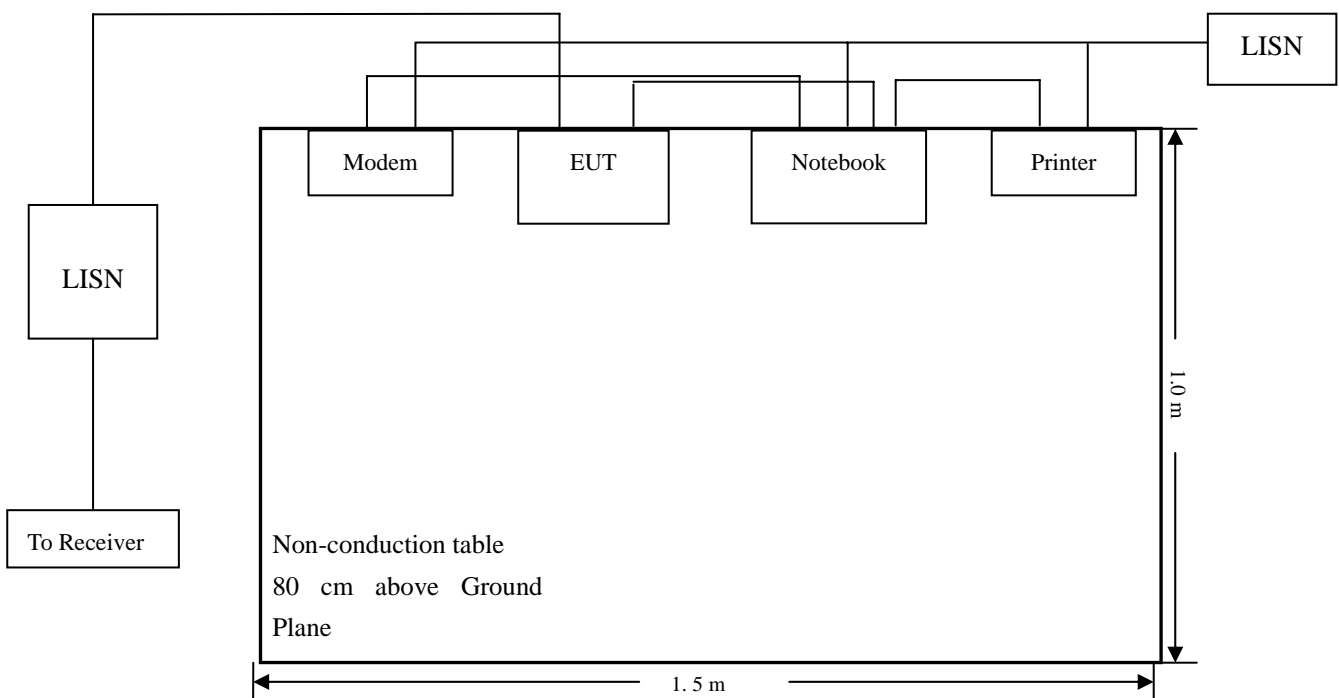 LISN
Modem
EUT
Notebook
Printer
LISN
1.0 m
To Receiver
Non-conduction table
80 cm above Ground
Plane
1. 5 m